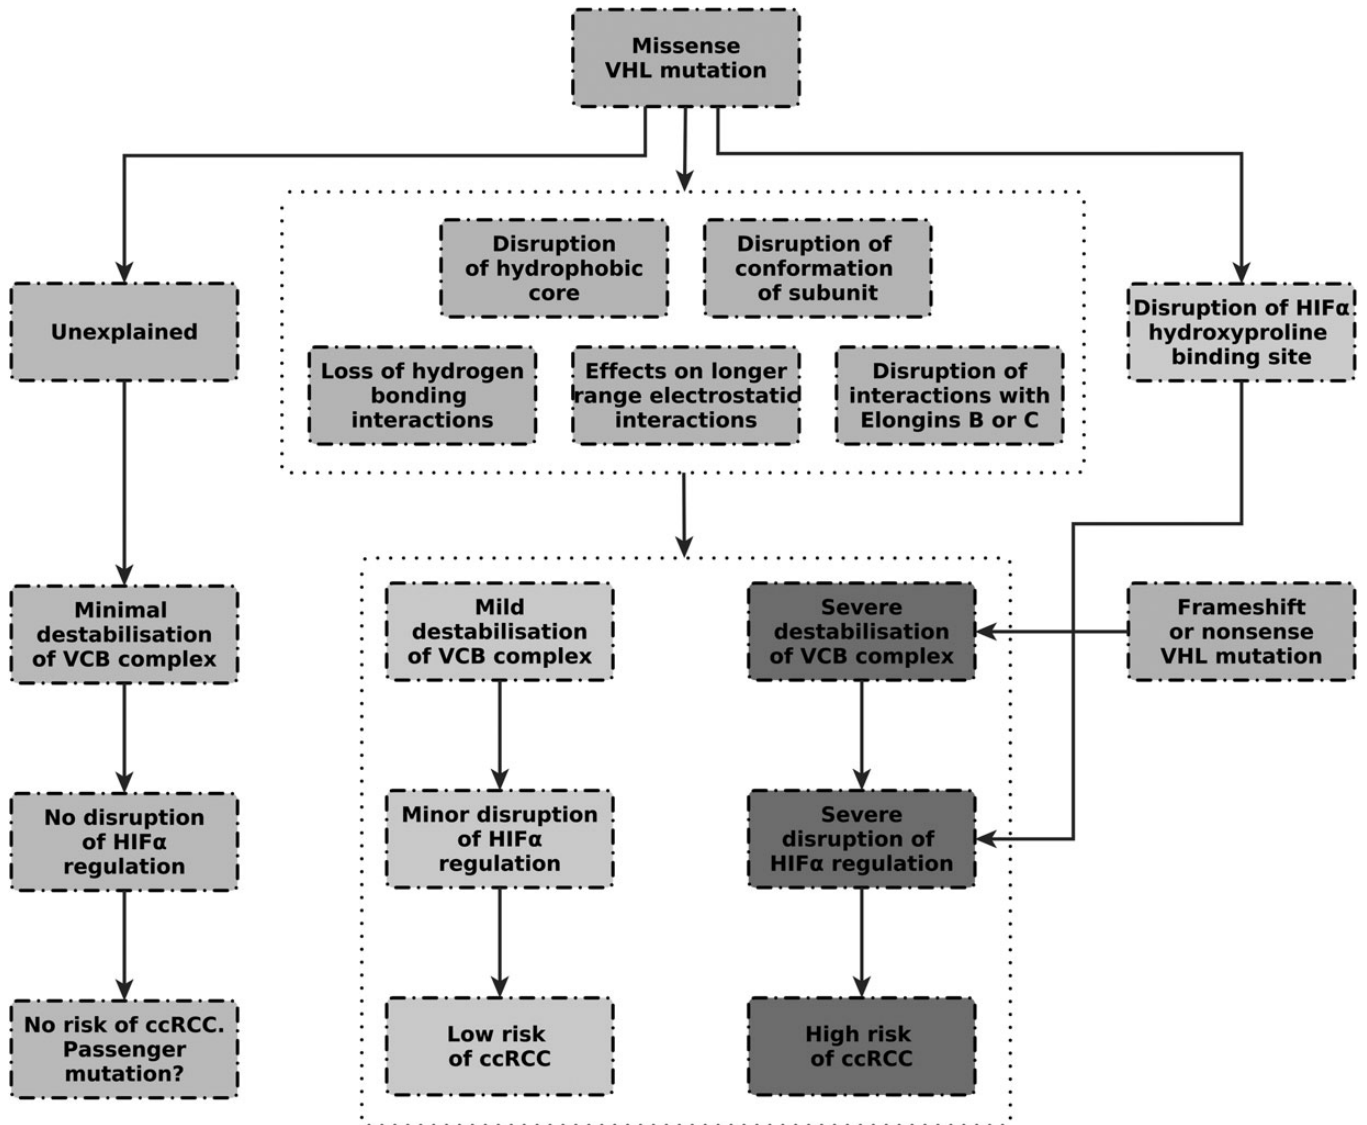 Missense
VHL mutation
Disruption
of hydrophobic
core
Disruption of
conformation
of subunit
Unexplained
Disruption of HIFα
hydroxyproline
binding site
Loss of hydrogen
bonding
interactions
Effects on longer
range electrostatic
interactions
Disruption of
interactions with
Elongins B or C
Minimal
destabilisation
of VCB complex
Mild
destabilisation
of VCB complex
Severe
destabilisation
of VCB complex
Frameshift
or nonsense
VHL mutation
No disruption
of HIFα
regulation
Minor disruption
of HIFα
regulation
Severe
disruption of
HIFα regulation
No risk of ccRCC.
Passenger
mutation?
Low risk
of ccRCC
High risk
of ccRCC